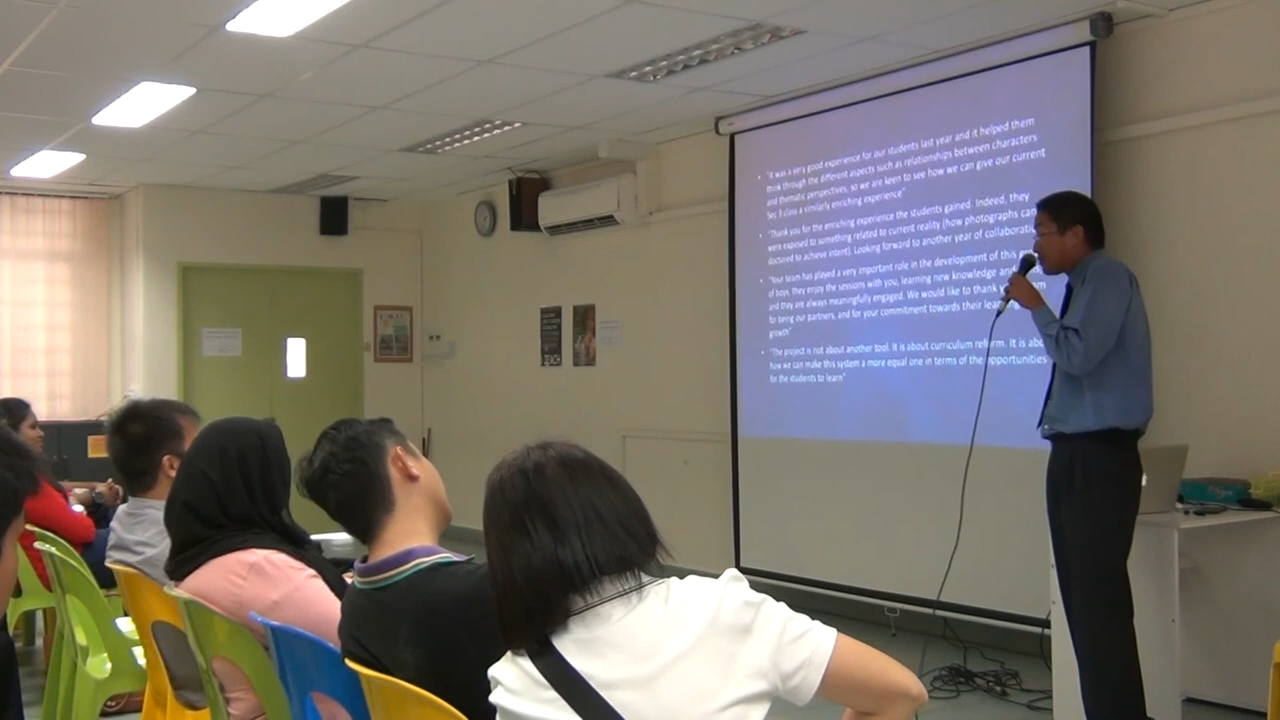 • "It was a very good experience for our students last year and it helped them
think through the different aspects such as relationships between characters
and thematic perspectives, so we are keen to see how we can give our current
Sec 3 class a similarly enriching experience"
• "Thank you for the enriching experience the students gained. Indeed, they
were exposed to something related to current reality (how photographs can
doctored to achieve intent). Looking forward to another year of
• "Your team has played a very important role in the development of this
of boys. they enjoy the sessions with you, learning new knowledge and
and they are always meaningfully engaged. We would like to thank
for being our partners, and for your commitment towards their
growth"
• "The project is not about another tool. It is about curriculum reform. It is
how we can make this system a more equal one in terms of the opportunities
for the students to learn"
TEACH